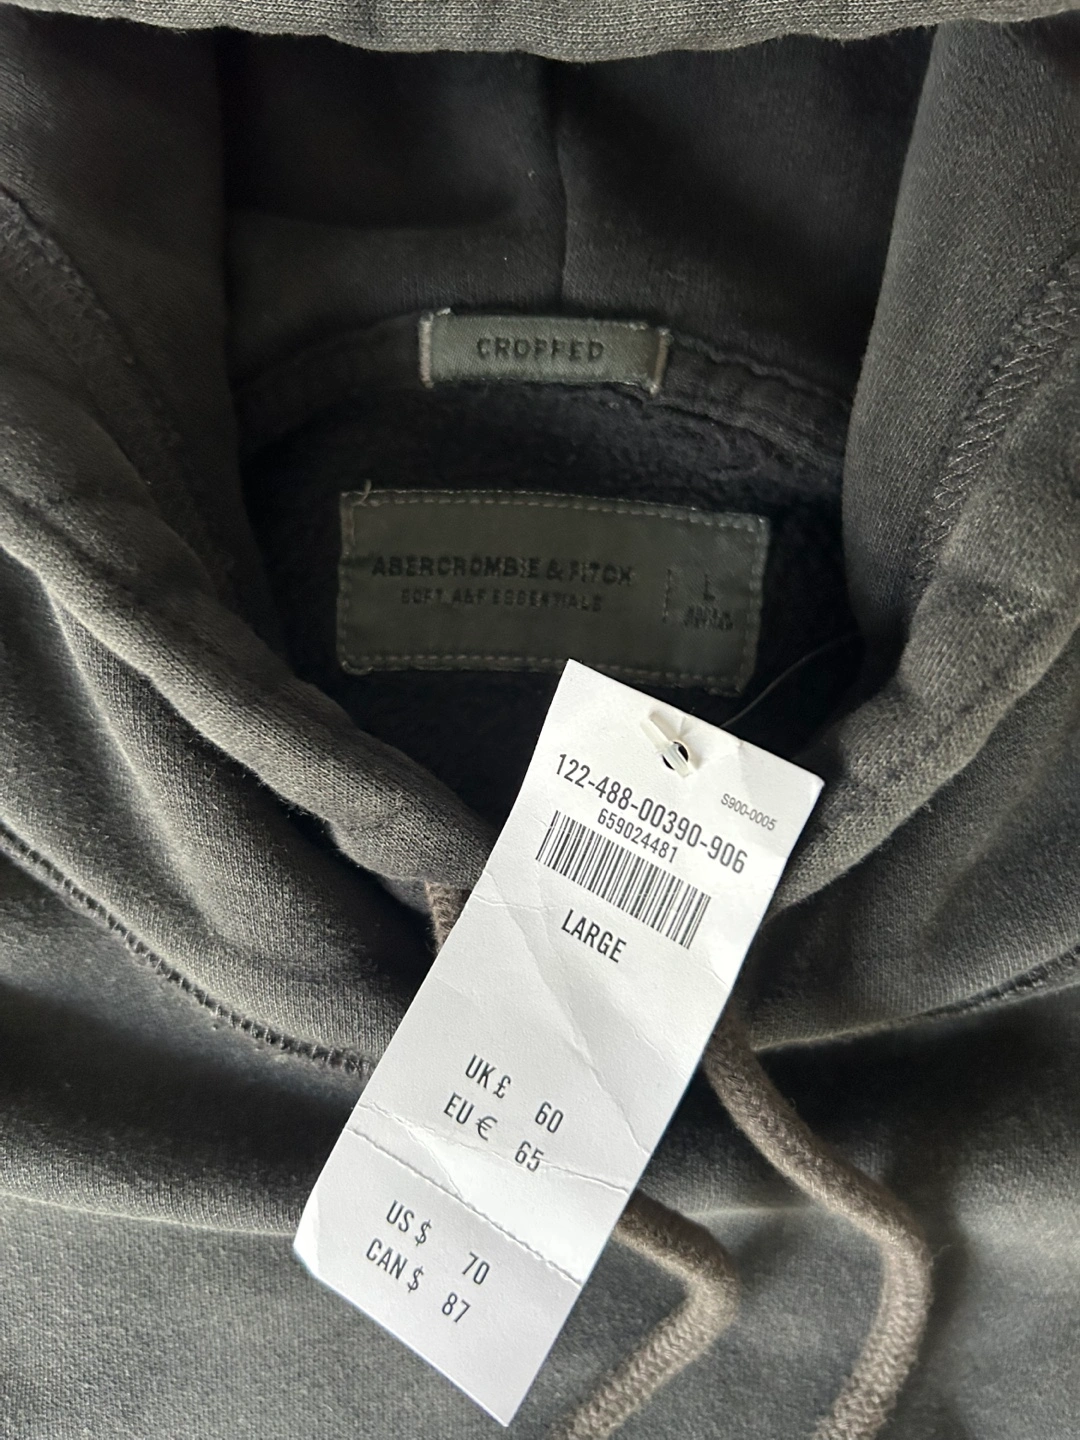 CROPPED
ABERCROMBIE & FITCH
SOFT A&F ESSENTIALS
L
122-488-00390-906
S900-0005
659024481
LARGE
UK £ 60
EU € 65
US $ 70
CAN $ 87